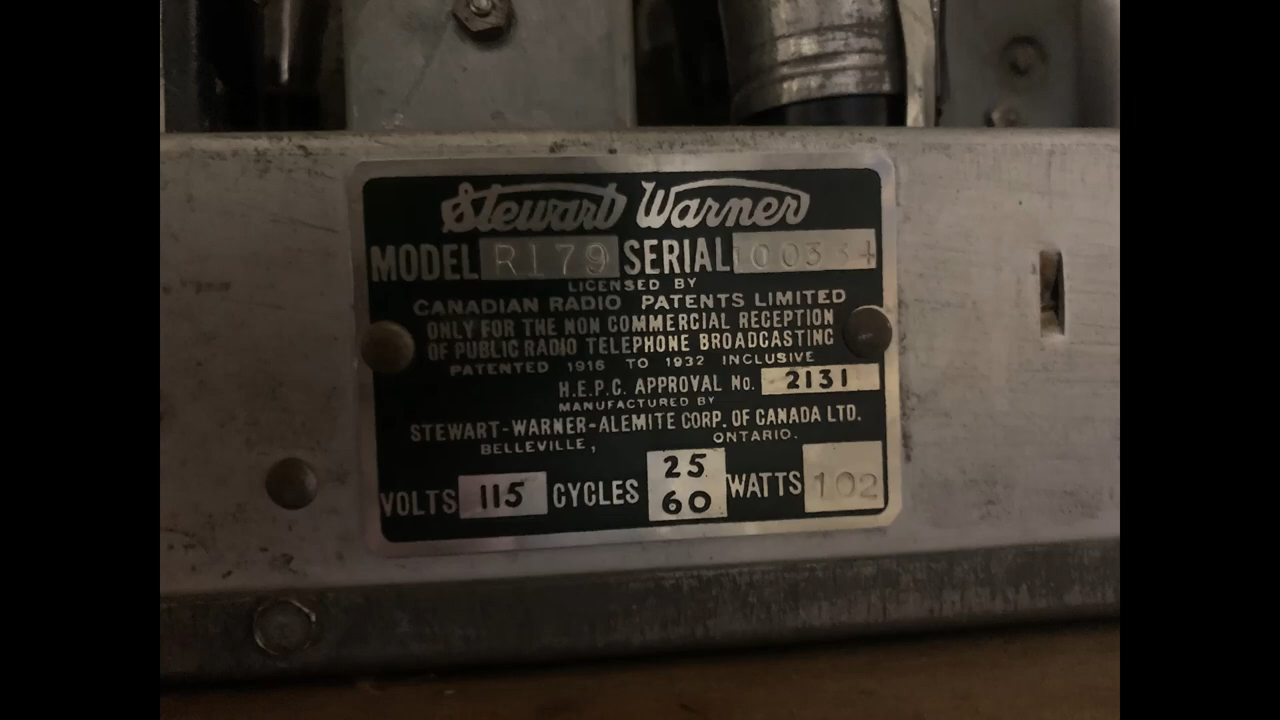 Stewart Warner
MODEL R179 SERIAL 100334
LICENSED BY
CANADIAN RADIO PATENTS LIMITED
ONLY FOR THE NON COMMERCIAL RECEPTION
OF PUBLIC RADIO TELEPHONE BROADCASTING
PATENTED 1916 TO 1932 INCLUSIVE
H.E.P.C. APPROVAL No. 2131
MANUFACTURED BY
STEWART-WARNER-ALEMITE CORP. OF CANADA LTD.
BELLEVILLE, ONTARIO.
VOLTS 115 CYCLES 25 60 WATTS 102